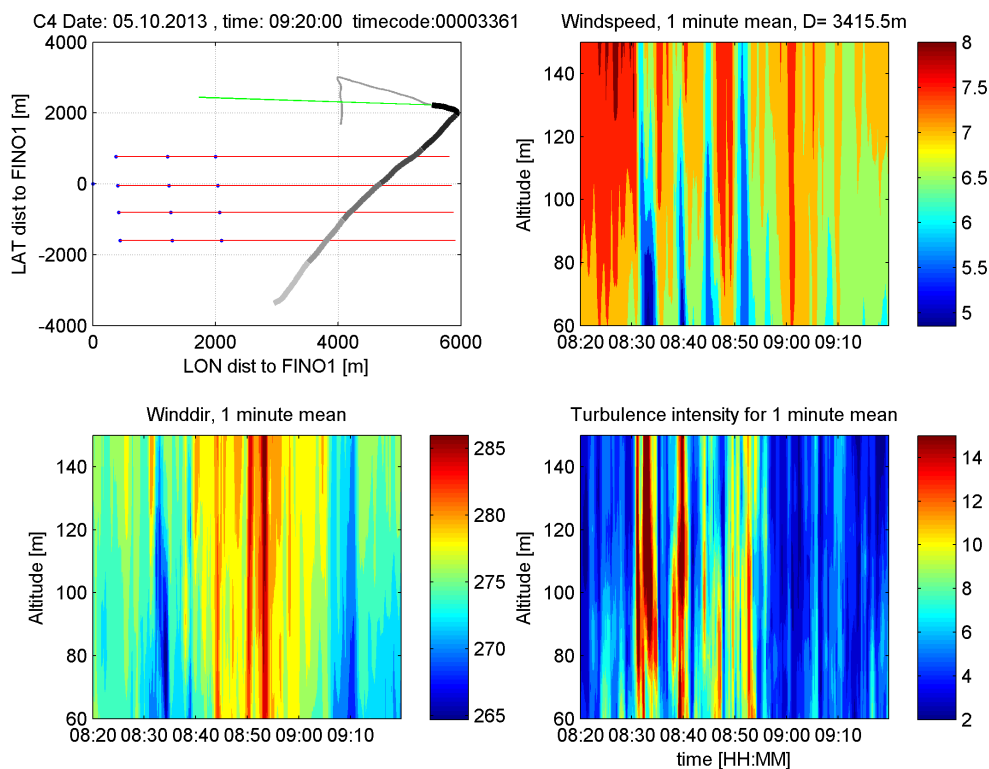 C4 Date: 05.10.2013 , time: 09:20:00  timecode:00003361
4000
2000
0
-2000
-4000
LAT dist to FINO1 [m]
0 2000 4000 6000
LON dist to FINO1 [m]
Windspeed, 1 minute mean, D= 3415.5m
140
120
100
80
60
Altitude [m]
08:20 08:30 08:40 08:50 09:00 09:10
8
7.5
7
6.5
6
5.5
5
Winddir, 1 minute mean
140
120
100
80
60
Altitude [m]
08:20 08:30 08:40 08:50 09:00 09:10
285
280
275
270
265
Turbulence intensity for 1 minute mean
140
120
100
80
60
Altitude [m]
08:20 08:30 08:40 08:50 09:00 09:10
time [HH:MM]
14
12
10
8
6
4
2